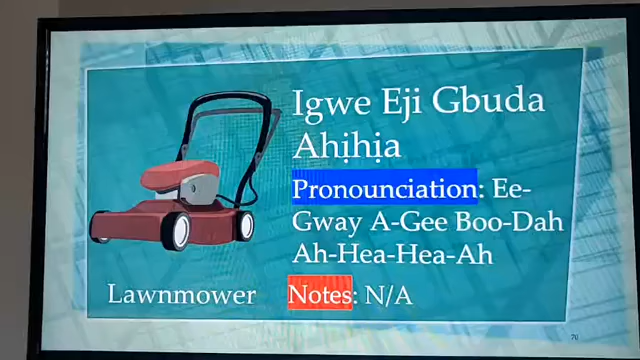 Igwe Eji Gbuda
Ahịhịa
Pronounciation: Ee-
Gway A-Gee Boo-Dah
Ah-Hea-Hea-Ah
Lawnmower
Notes: N/A
70